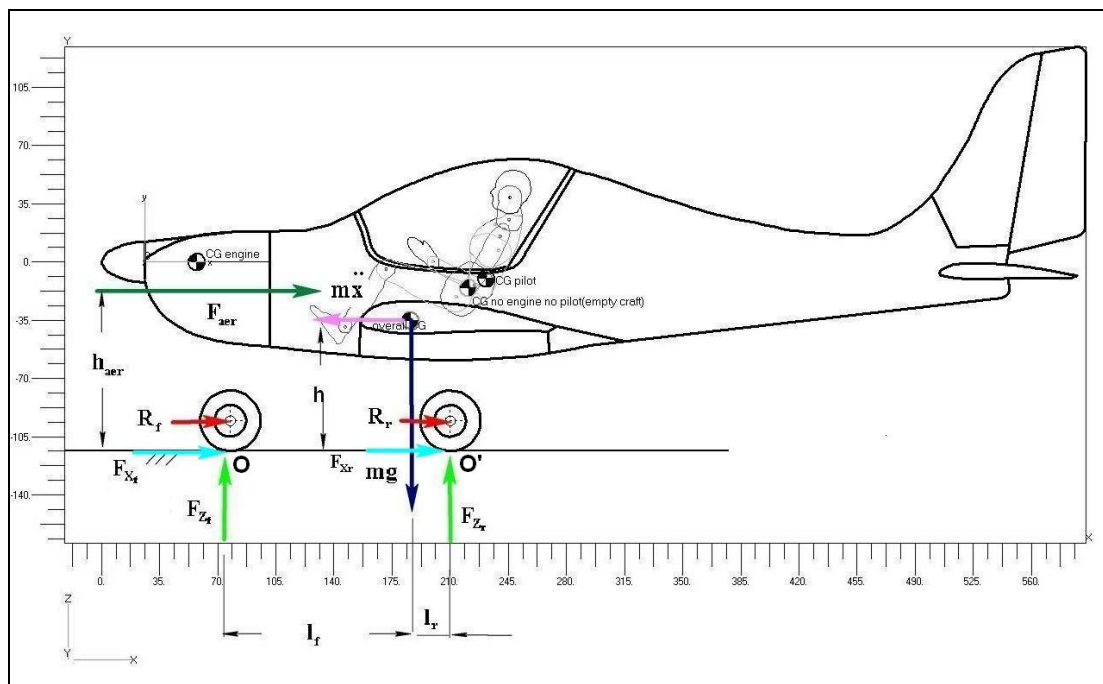 Y
105.
70.
35.
0.
-35.
-70.
-105.
-140.
y
CG engine
x
CG pilot
CG no engine no pilot(empty craft)
mẍ
F_aer
overall CG
h_aer
h
R_f
R_r
F_Xf
O
F_Xr
mg
O'
F_Zf
F_Zr
X
0. 35. 70. 105. 140. 175. 210. 245. 280. 315. 350. 385. 420. 455. 490. 525. 560.
Z
Y X
l_f
l_r